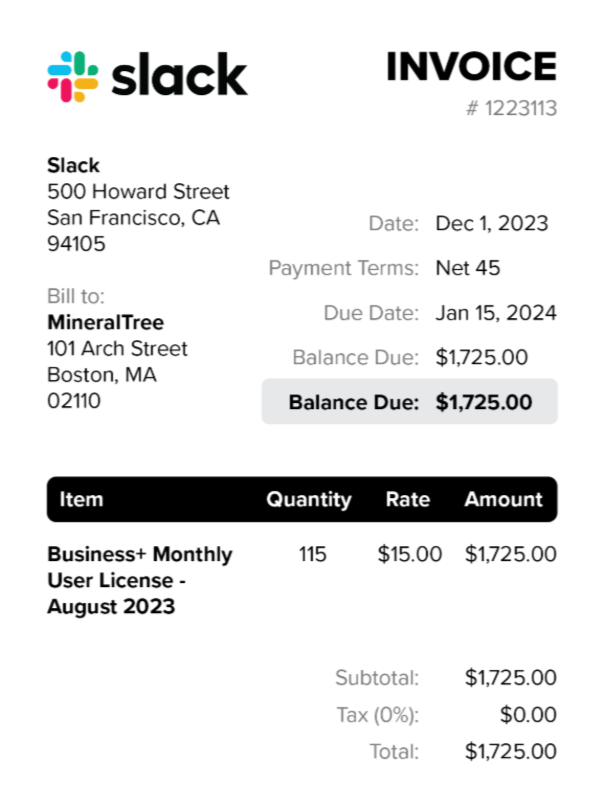 slack
INVOICE
# 1223113
Slack
500 Howard Street
San Francisco, CA
94105
Bill to:
MineralTree
101 Arch Street
Boston, MA
02110
Date: Dec 1, 2023
Payment Terms: Net 45
Due Date: Jan 15, 2024
Balance Due: $1,725.00
Balance Due: $1,725.00
Item Quantity Rate Amount
Business+ Monthly 115 $15.00 $1,725.00
User License -
August 2023
Subtotal: $1,725.00
Tax (0%): $0.00
Total: $1,725.00